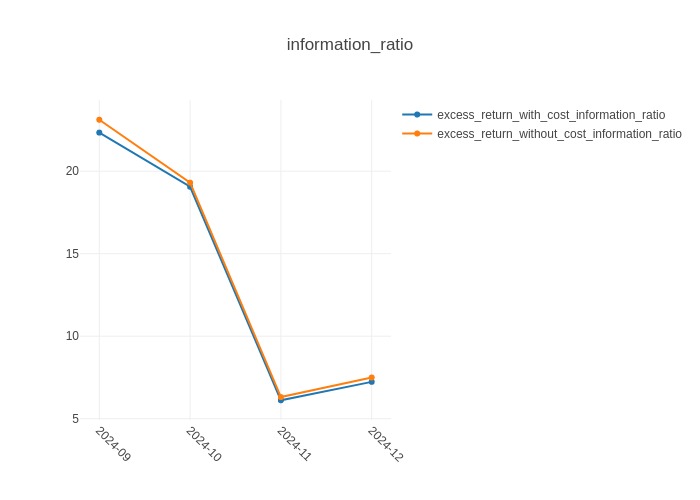 information_ratio
excess_return_with_cost_information_ratio
excess_return_without_cost_information_ratio
20
15
10
5
2024-09
2024-10
2024-11
2024-12